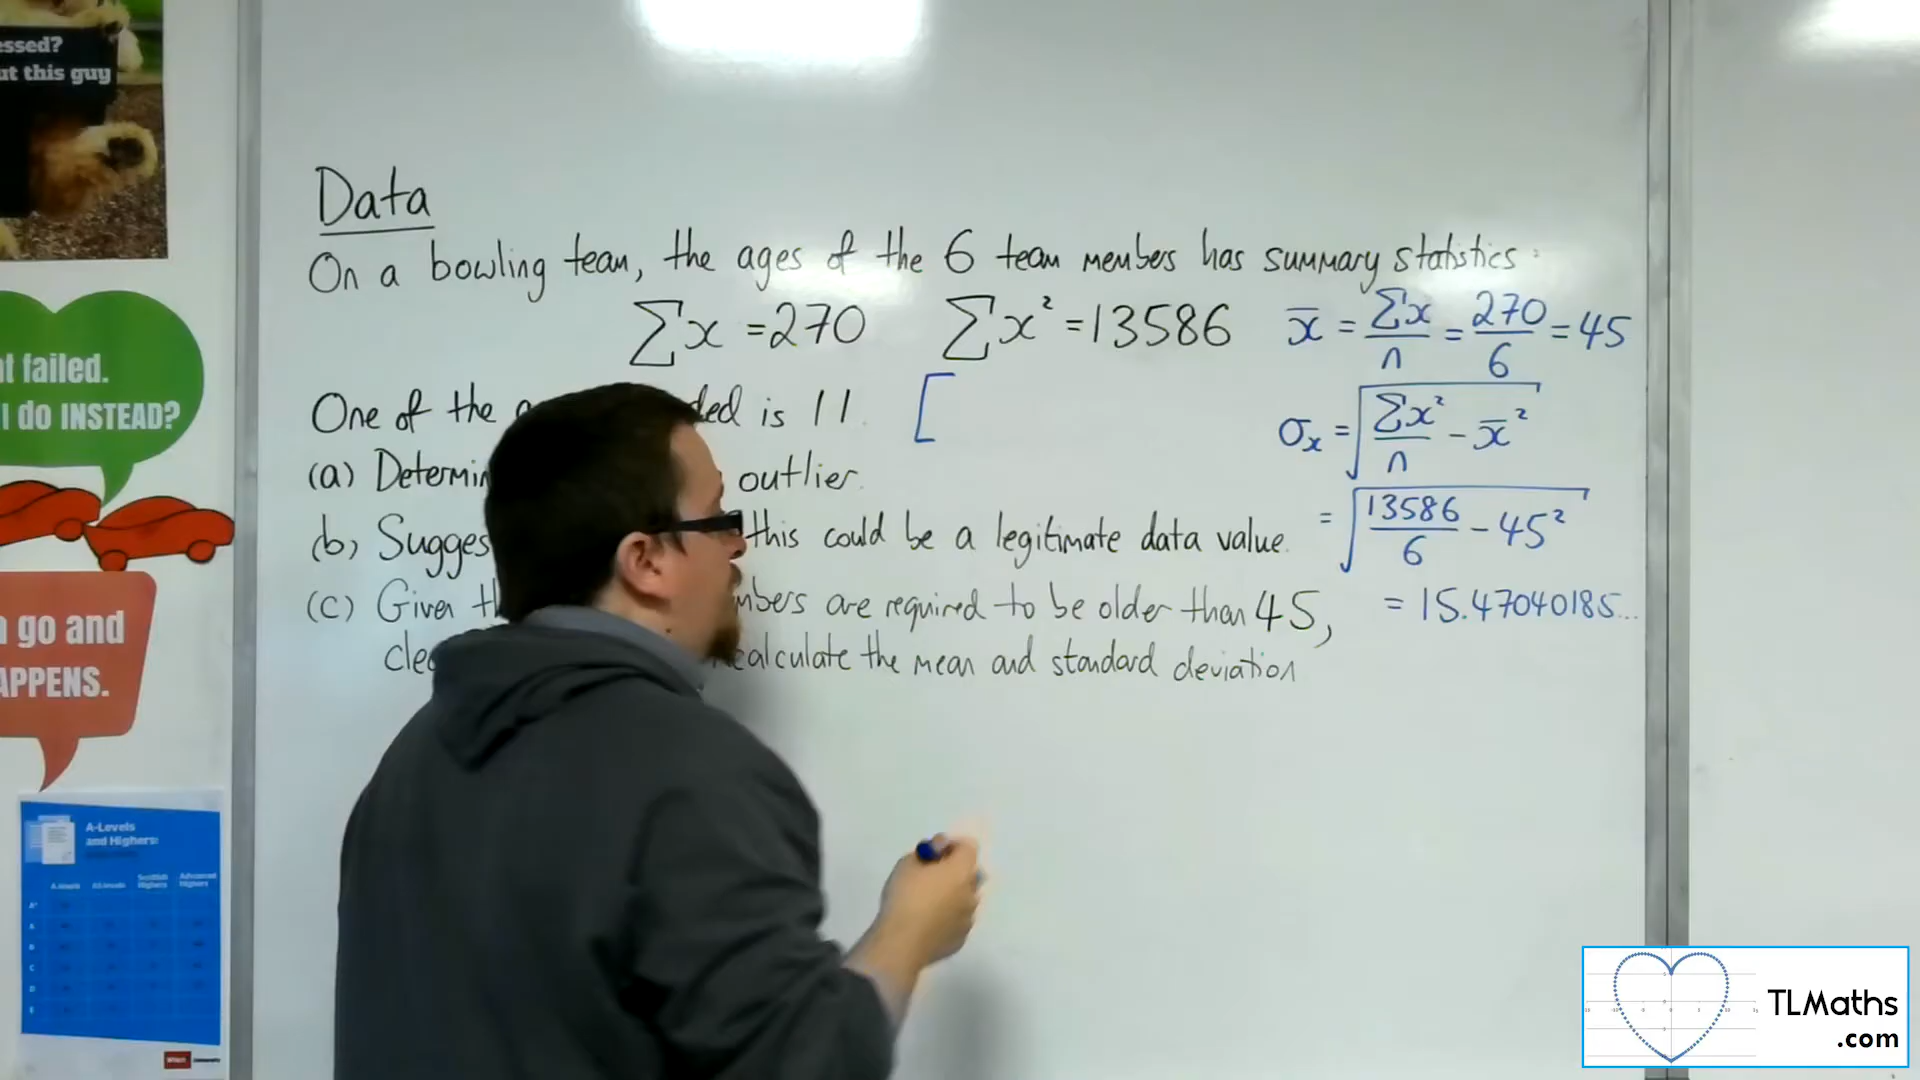 essed?
ut this guy
t failed.
I do INSTEAD?
go and
APPENS.
A-Levels
and Highers:
Data
On a bowling team, the ages of the 6 team members has summary statistics:
∑x = 270 ∑x² = 13586
x̄ = ∑x/n = 270/6 = 45
One of the ded is 11. [
σₓ = √(∑x²/n - x̄²)
(a) Determin outlier.
= √(13586/6 - 45²)
(b) Sugges this could be a legitimate data value.
(c) Given th mbers are required to be older than 45,
= 15.47040185...
clea calculate the mean and standard deviation
TLMaths
.com